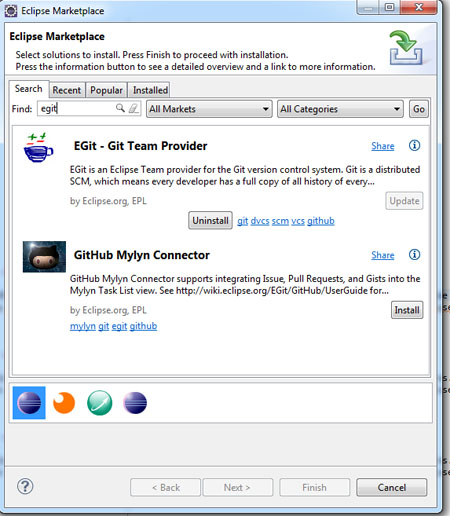 Eclipse Marketplace
Eclipse Marketplace
Select solutions to install. Press Finish to proceed with installation.
Press the information button to see a detailed overview and a link to more information.
Search Recent Popular Installed
Find: egit All Markets All Categories Go
EGit - Git Team Provider Share
EGit is an Eclipse Team provider for the Git version control system. Git is a distributed
SCM, which means every developer has a full copy of all history of every...
by Eclipse.org, EPL Update
Uninstall git dvcs scm vcs github
GitHub Mylyn Connector Share
GitHub Mylyn Connector supports integrating Issue, Pull Requests, and Gists into the
Mylyn Task List view. See http://wiki.eclipse.org/EGit/GitHub/UserGuide for...
by Eclipse.org, EPL Install
mylyn git egit github
< Back Next > Finish Cancel